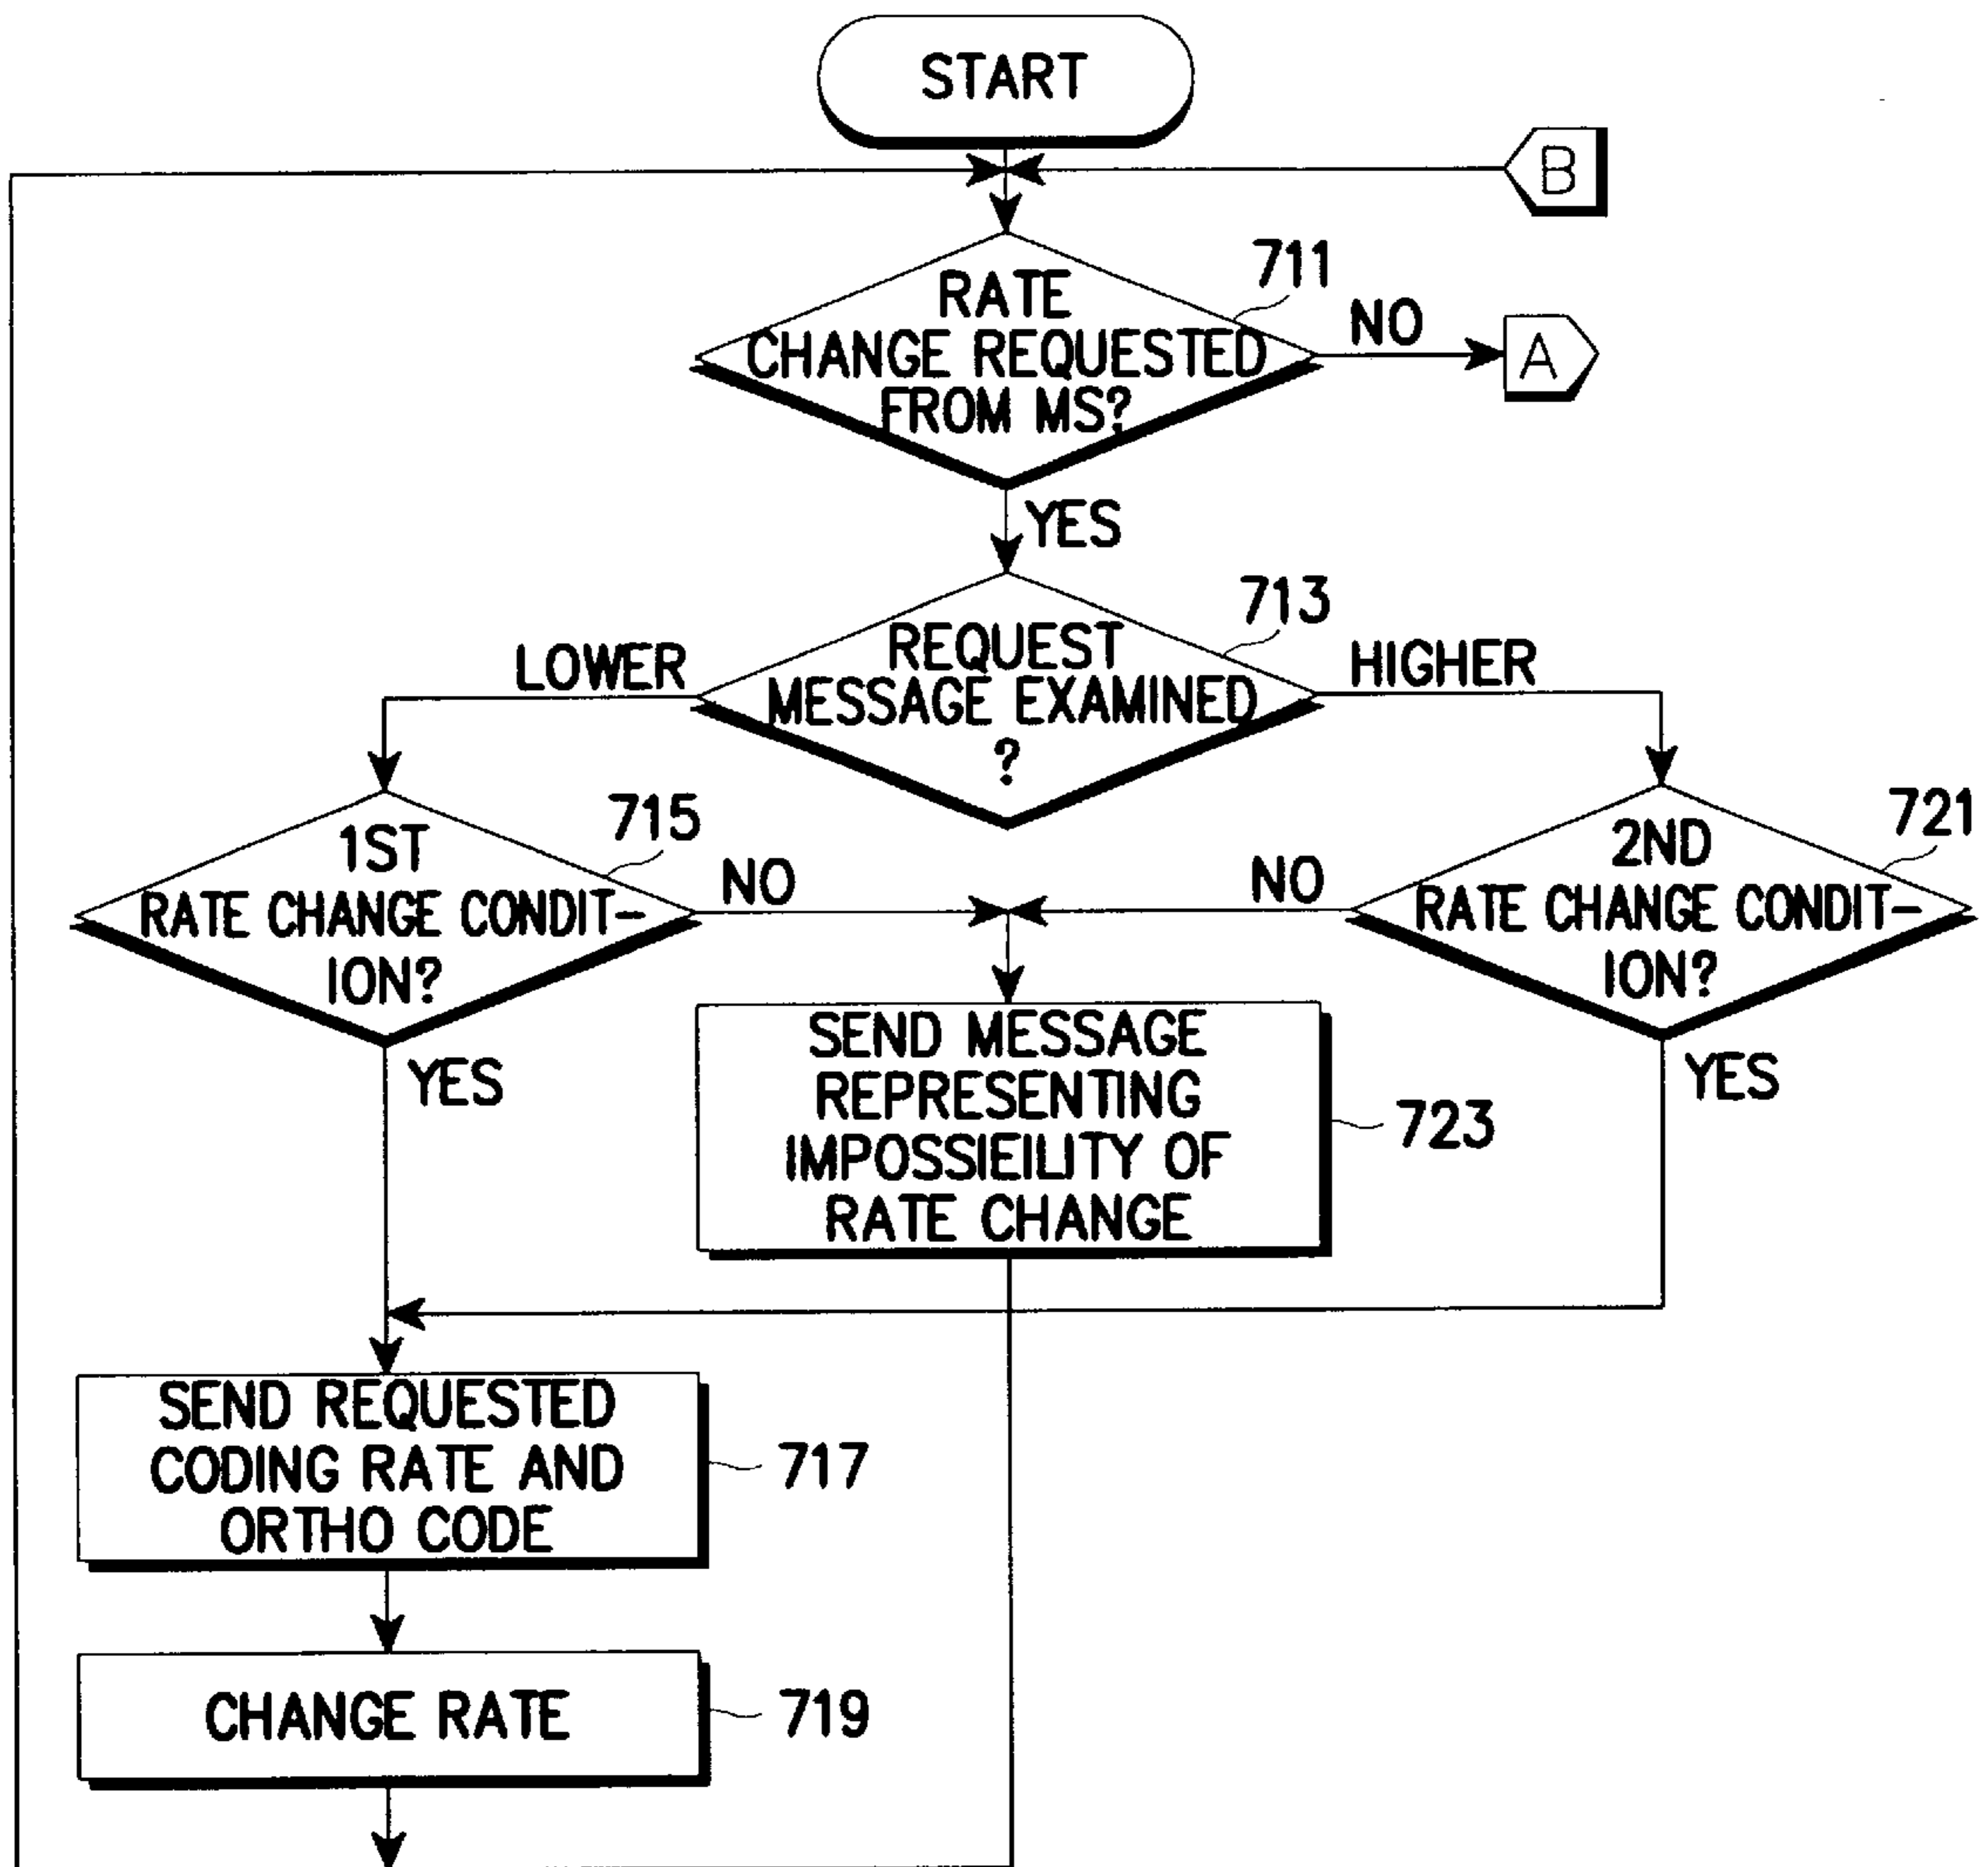 START
B
711
RATE
CHANGE REQUESTED
FROM MS?
NO
A
YES
713
REQUEST
MESSAGE EXAMINED
?
LOWER
HIGHER
715
1ST
RATE CHANGE CONDIT-
ION?
NO
YES
721
2ND
RATE CHANGE CONDIT-
ION?
NO
YES
SEND MESSAGE
REPRESENTING
IMPOSSIEILITY OF
RATE CHANGE
723
SEND REQUESTED
CODING RATE AND
ORTHO CODE
717
CHANGE RATE
719